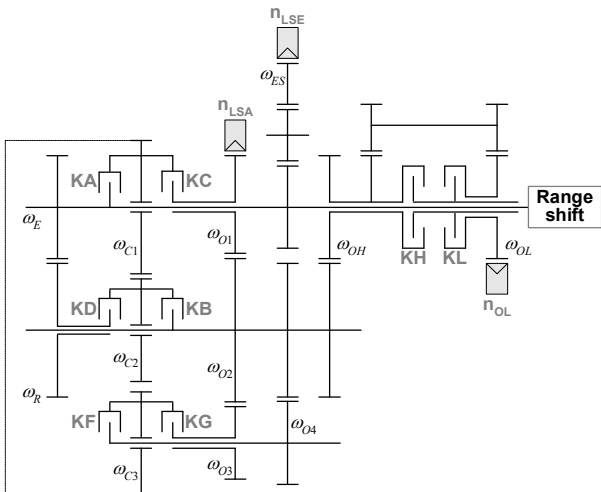 n_LSE
ω_ES
n_LSA
KA
KC
ω_E
ω_C1
ω_O1
ω_OH
KH
KL
ω_OL
Range
shift
n_OL
KD
KB
ω_C2
ω_O2
ω_R
KF
KG
ω_O4
ω_C3
ω_O3